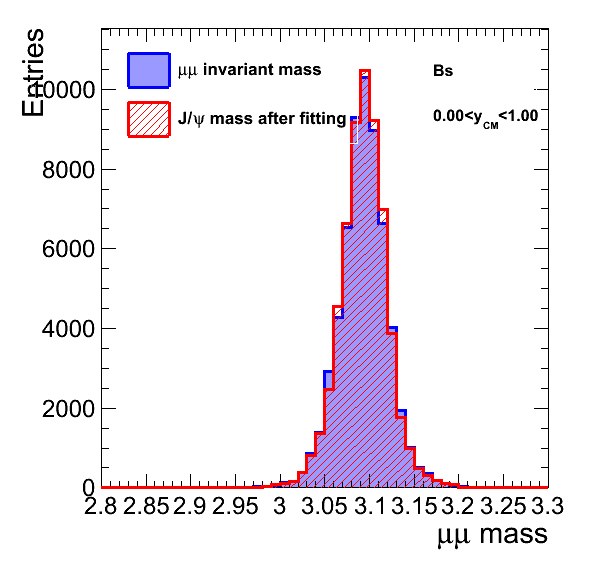 Entries
μμ invariant mass
J/ψ mass after fitting
Bs
0.00<y_CM<1.00
10000
8000
6000
4000
2000
0
2.8 2.85 2.9 2.95 3 3.05 3.1 3.15 3.2 3.25 3.3
μμ mass